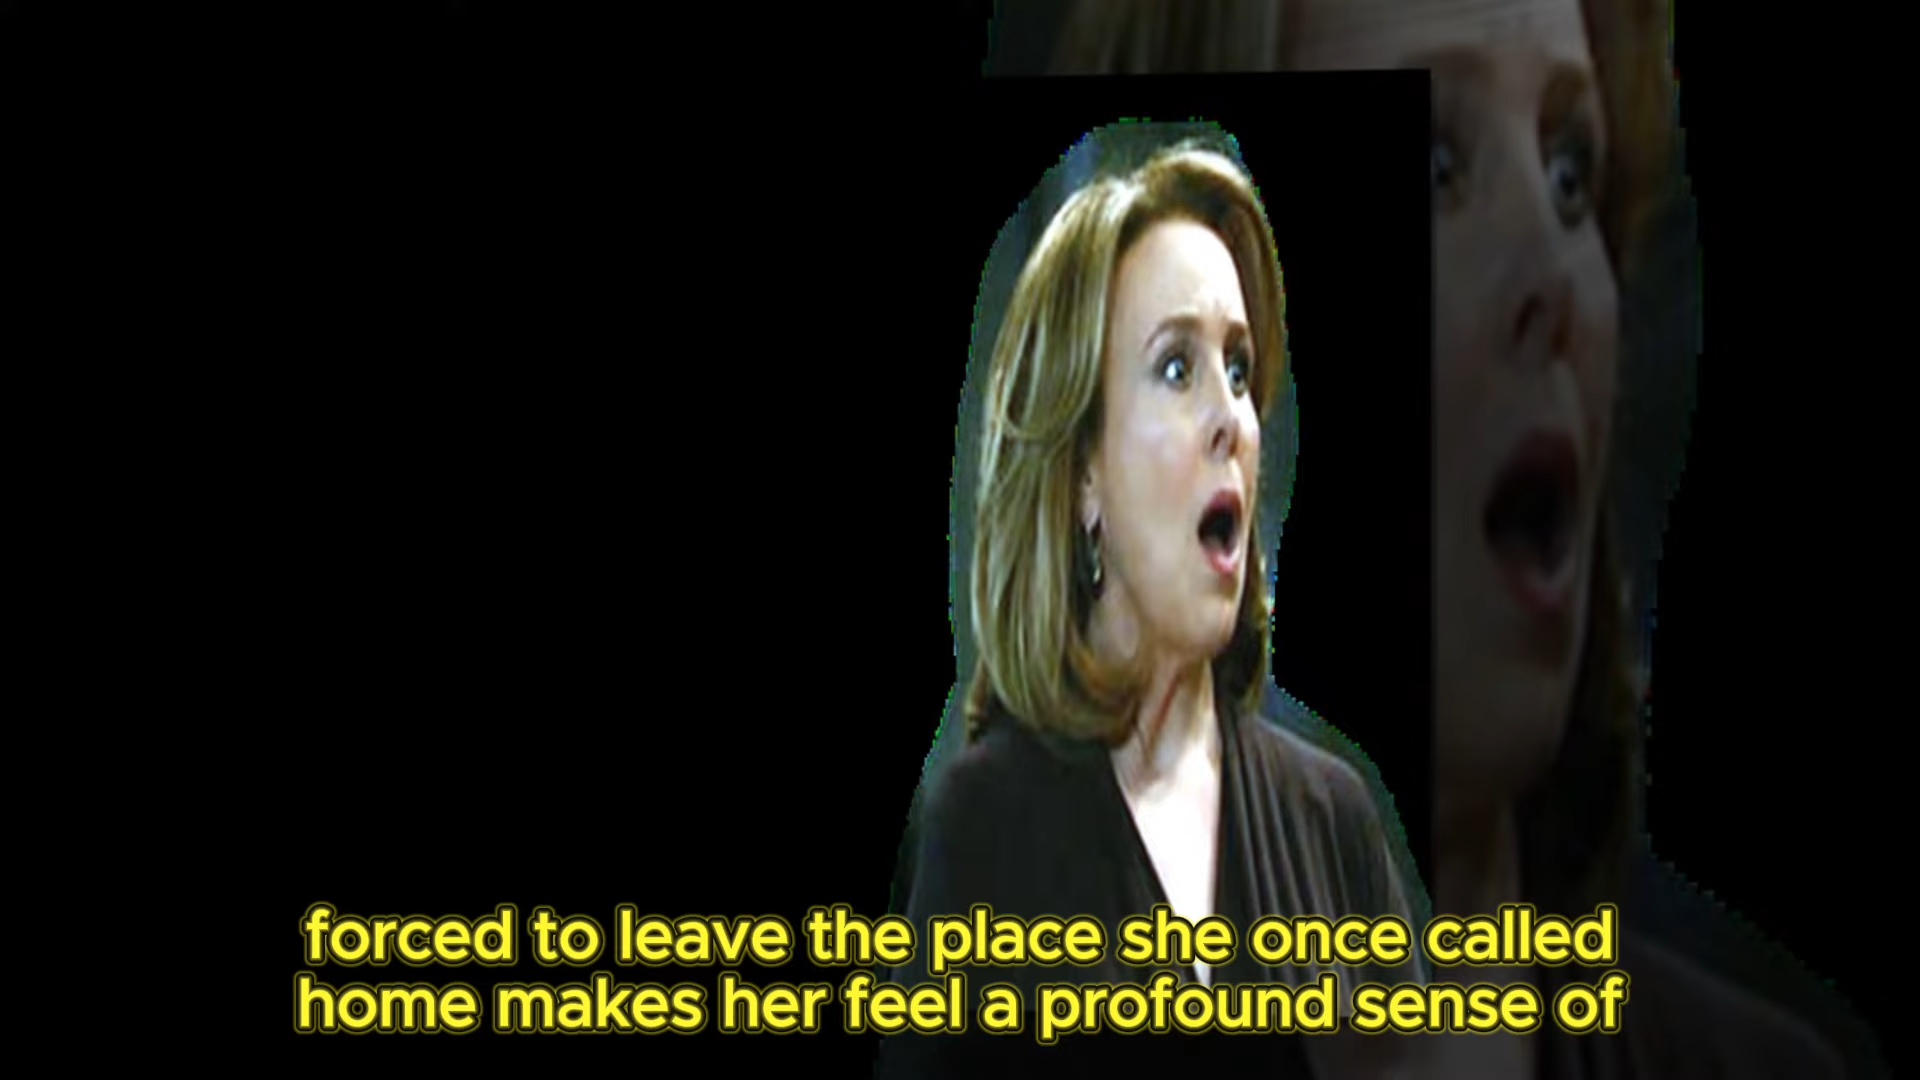 forced to leave the place she once called
home makes her feel a profound sense of